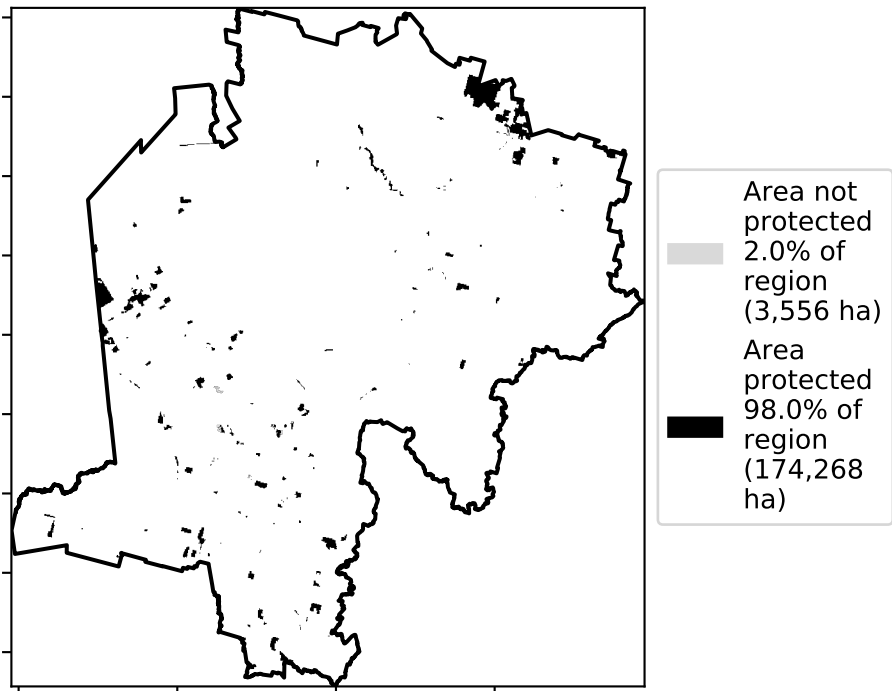 Area not
protected
2.0% of
region
(3,556 ha)
Area
protected
98.0% of
region
(174,268
ha)